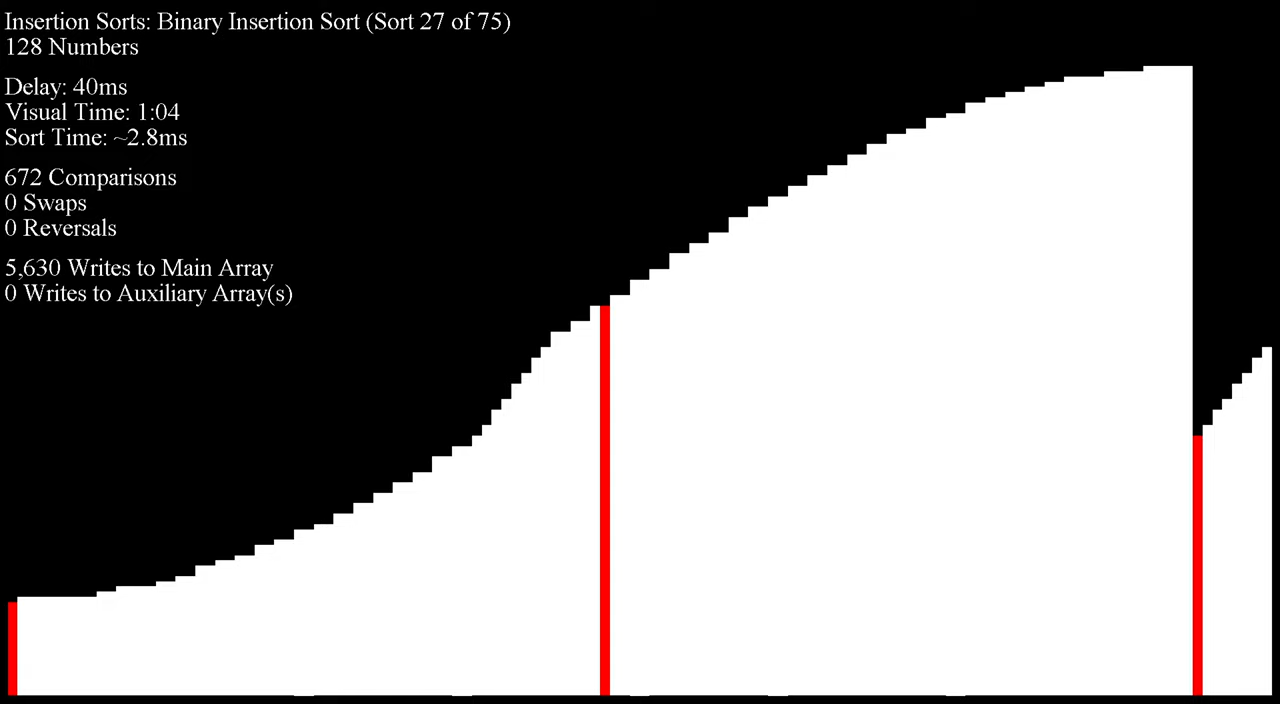 Insertion Sorts: Binary Insertion Sort (Sort 27 of 75)
128 Numbers
Delay: 40ms
Visual Time: 1:04
Sort Time: ~2.8ms
672 Comparisons
0 Swaps
0 Reversals
5,630 Writes to Main Array
0 Writes to Auxiliary Array(s)